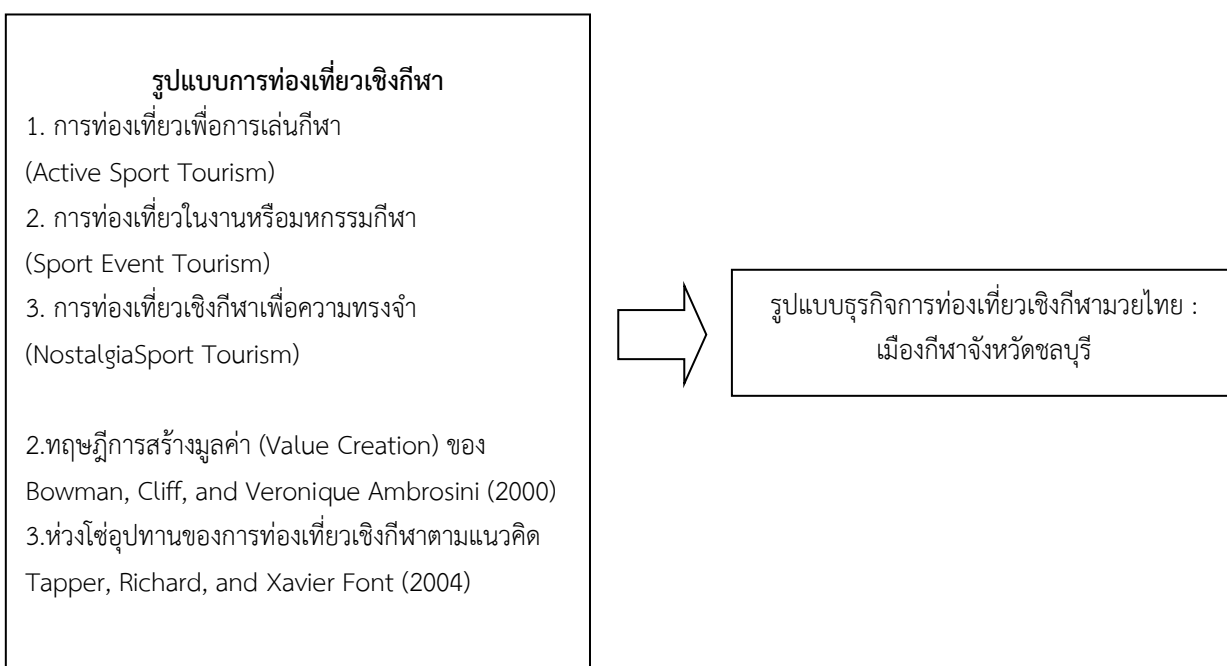 รูปแบบการท่องเที่ยวเชิงกีฬา
1. การท่องเที่ยวเพื่อการเล่นกีฬา
(Active Sport Tourism)
2. การท่องเที่ยวในงานหรือมหกรรมกีฬา
(Sport Event Tourism)
3. การท่องเที่ยวเชิงกีฬาเพื่อความทรงจำ
(NostalgiaSport Tourism)
2.ทฤษฎีการสร้างมูลค่า (Value Creation) ของ
Bowman, Cliff, and Veronique Ambrosini (2000)
3.ห่วงโซ่อุปทานของการท่องเที่ยวเชิงกีฬาตามแนวคิด
Tapper, Richard, and Xavier Font (2004)
รูปแบบธุรกิจการท่องเที่ยวเชิงกีฬามวยไทย :
เมืองกีฬาจังหวัดชลบุรี